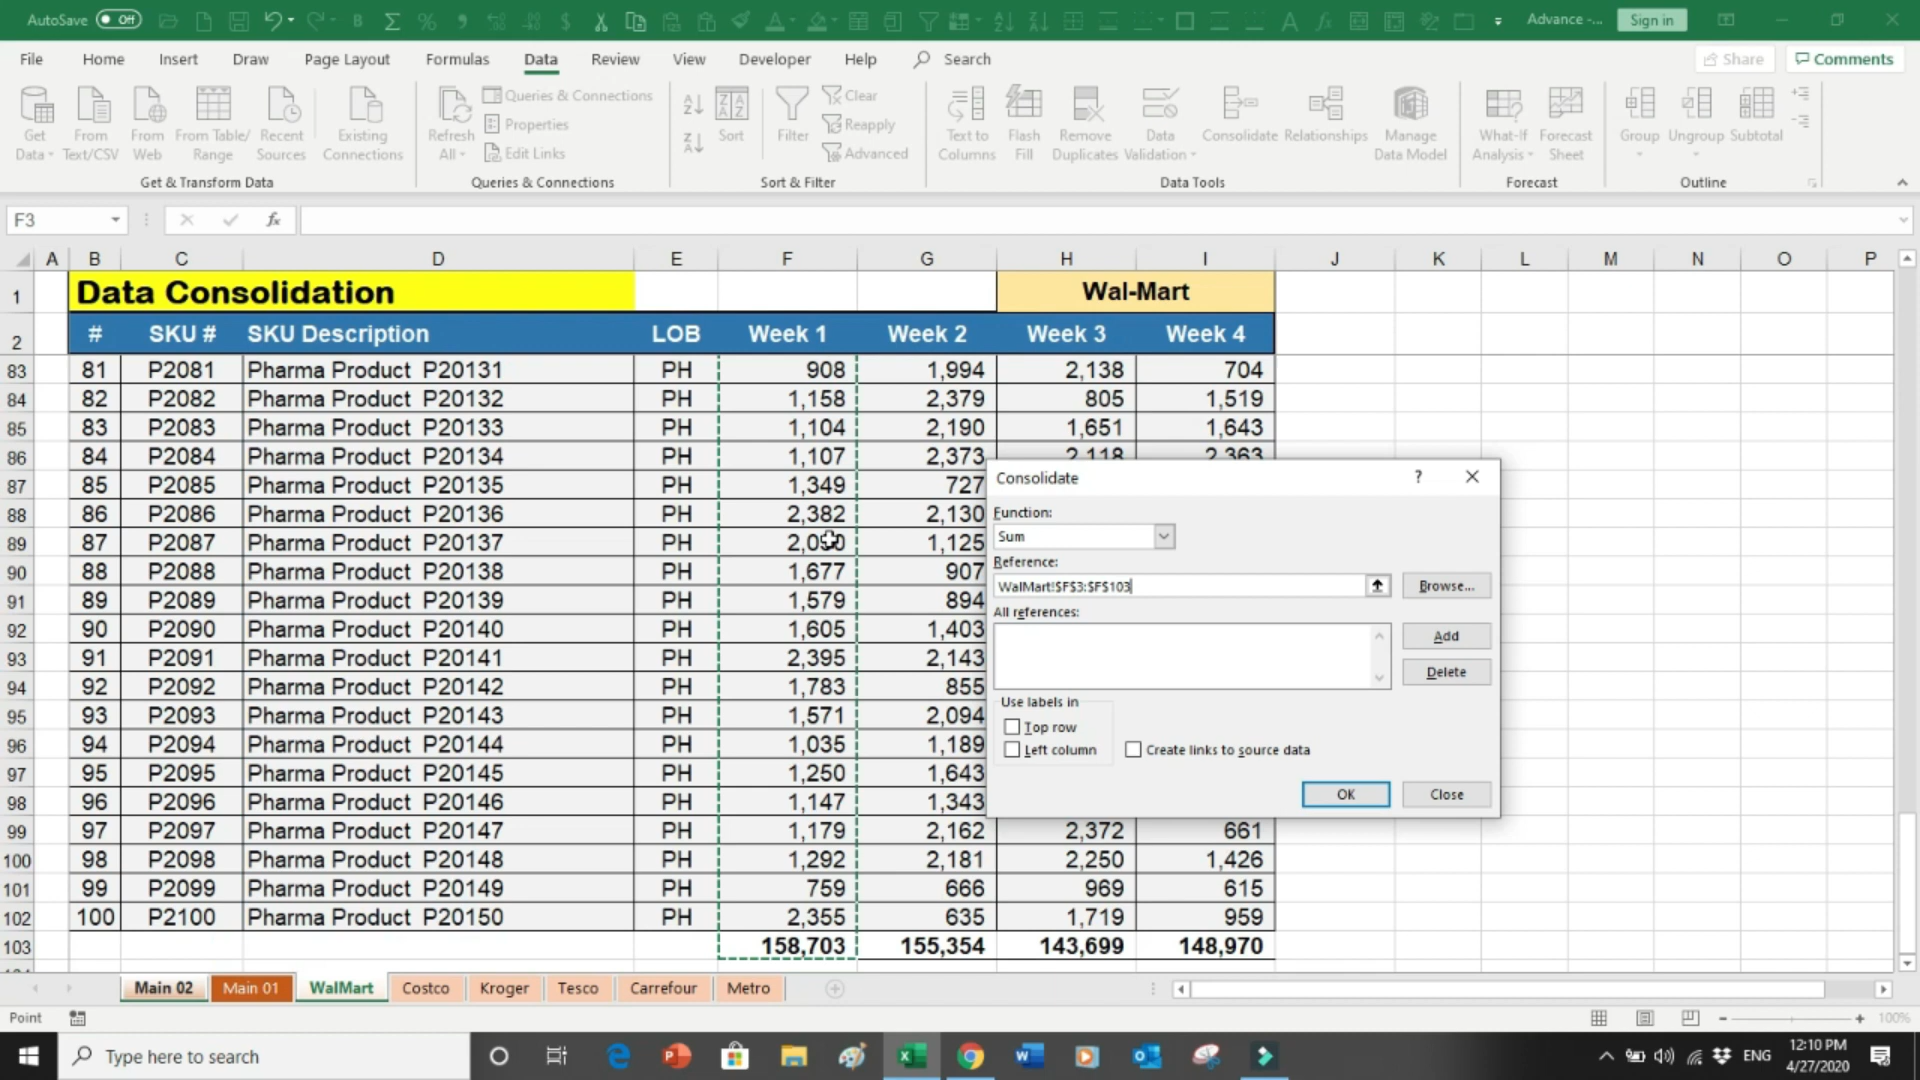 AutoSave Off Advance -... Sign in
File Home Insert Draw Page Layout Formulas Data Review View Developer Help Search Share Comments
Get Data From Text/CSV From Web From Table/ Range Recent Sources Existing Connections
Get & Transform Data
Refresh All Queries & Connections
Properties
Edit Links
Queries & Connections
Sort Filter Clear
Reapply
Advanced
Sort & Filter
Text to Columns Flash Fill Remove Duplicates Data Validation Consolidate Relationships Manage Data Model
Data Tools
What-If Analysis Forecast Sheet
Forecast
Group Ungroup Subtotal
Outline
F3 fx
A B C D E F G H I J K L M N O P
1 Data Consolidation Wal-Mart
2 # SKU # SKU Description LOB Week 1 Week 2 Week 3 Week 4
83 81 P2081 Pharma Product P20131 PH 908 1,994 2,138 704
84 82 P2082 Pharma Product P20132 PH 1,158 2,379 805 1,519
85 83 P2083 Pharma Product P20133 PH 1,104 2,190 1,651 1,643
86 84 P2084 Pharma Product P20134 PH 1,107 2,373 2,118 2,363
87 85 P2085 Pharma Product P20135 PH 1,349 727
88 86 P2086 Pharma Product P20136 PH 2,382 2,130
89 87 P2087 Pharma Product P20137 PH 1,125
90 88 P2088 Pharma Product P20138 PH 1,677 907
91 89 P2089 Pharma Product P20139 PH 1,579 894
92 90 P2090 Pharma Product P20140 PH 1,605 1,403
93 91 P2091 Pharma Product P20141 PH 2,395 2,143
94 92 P2092 Pharma Product P20142 PH 1,783 855
95 93 P2093 Pharma Product P20143 PH 1,571 2,094
96 94 P2094 Pharma Product P20144 PH 1,035 1,189
97 95 P2095 Pharma Product P20145 PH 1,250 1,643
98 96 P2096 Pharma Product P20146 PH 1,147 1,343
99 97 P2097 Pharma Product P20147 PH 1,179 2,162 2,372 661
100 98 P2098 Pharma Product P20148 PH 1,292 2,181 2,250 1,426
101 99 P2099 Pharma Product P20149 PH 759 666 969 615
102 100 P2100 Pharma Product P20150 PH 2,355 635 1,719 959
103 158,703 155,354 143,699 148,970
Consolidate ?
Function:
Sum
Reference:
WalMart!$F$3:$F$103 Browse...
All references:
Add
Delete
Use labels in
Top row
Left column Create links to source data
OK Close
Main 02 Main 01 WalMart Costco Kroger Tesco Carrefour Metro
Point 100%
Type here to search ENG 12:10 PM
4/27/2020